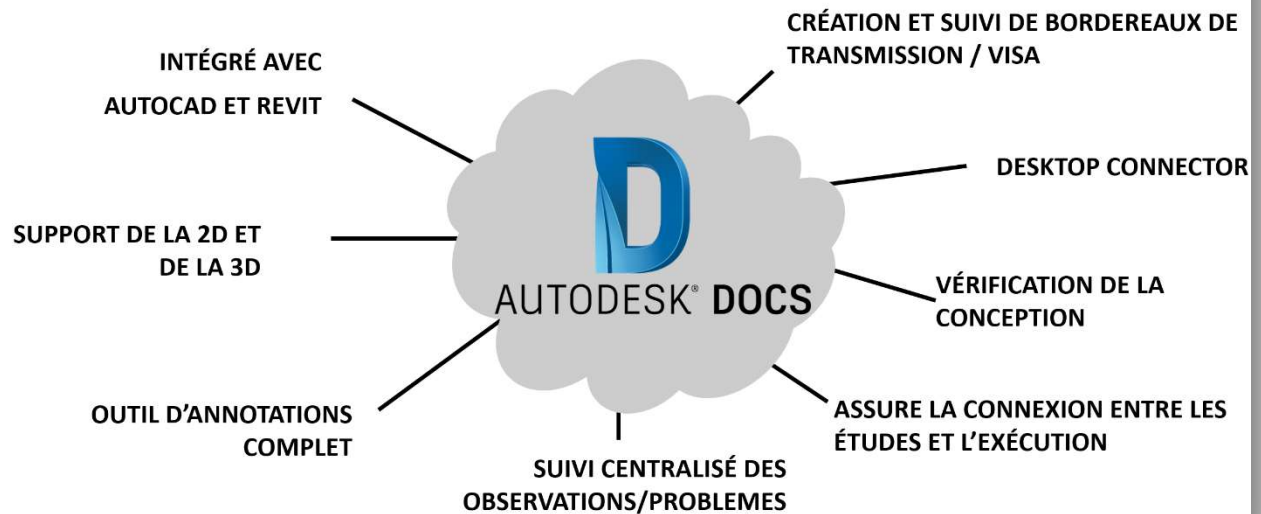 INTÉGRÉ AVEC
AUTOCAD ET REVIT
CRÉATION ET SUIVI DE BORDEREAUX DE
TRANSMISSION / VISA
DESKTOP CONNECTOR
SUPPORT DE LA 2D ET
DE LA 3D
D
AUTODESK® DOCS
VÉRIFICATION DE LA
CONCEPTION
OUTIL D’ANNOTATIONS
COMPLET
ASSURE LA CONNEXION ENTRE LES
ÉTUDES ET L’EXÉCUTION
SUIVI CENTRALISÉ DES
OBSERVATIONS/PROBLEMES